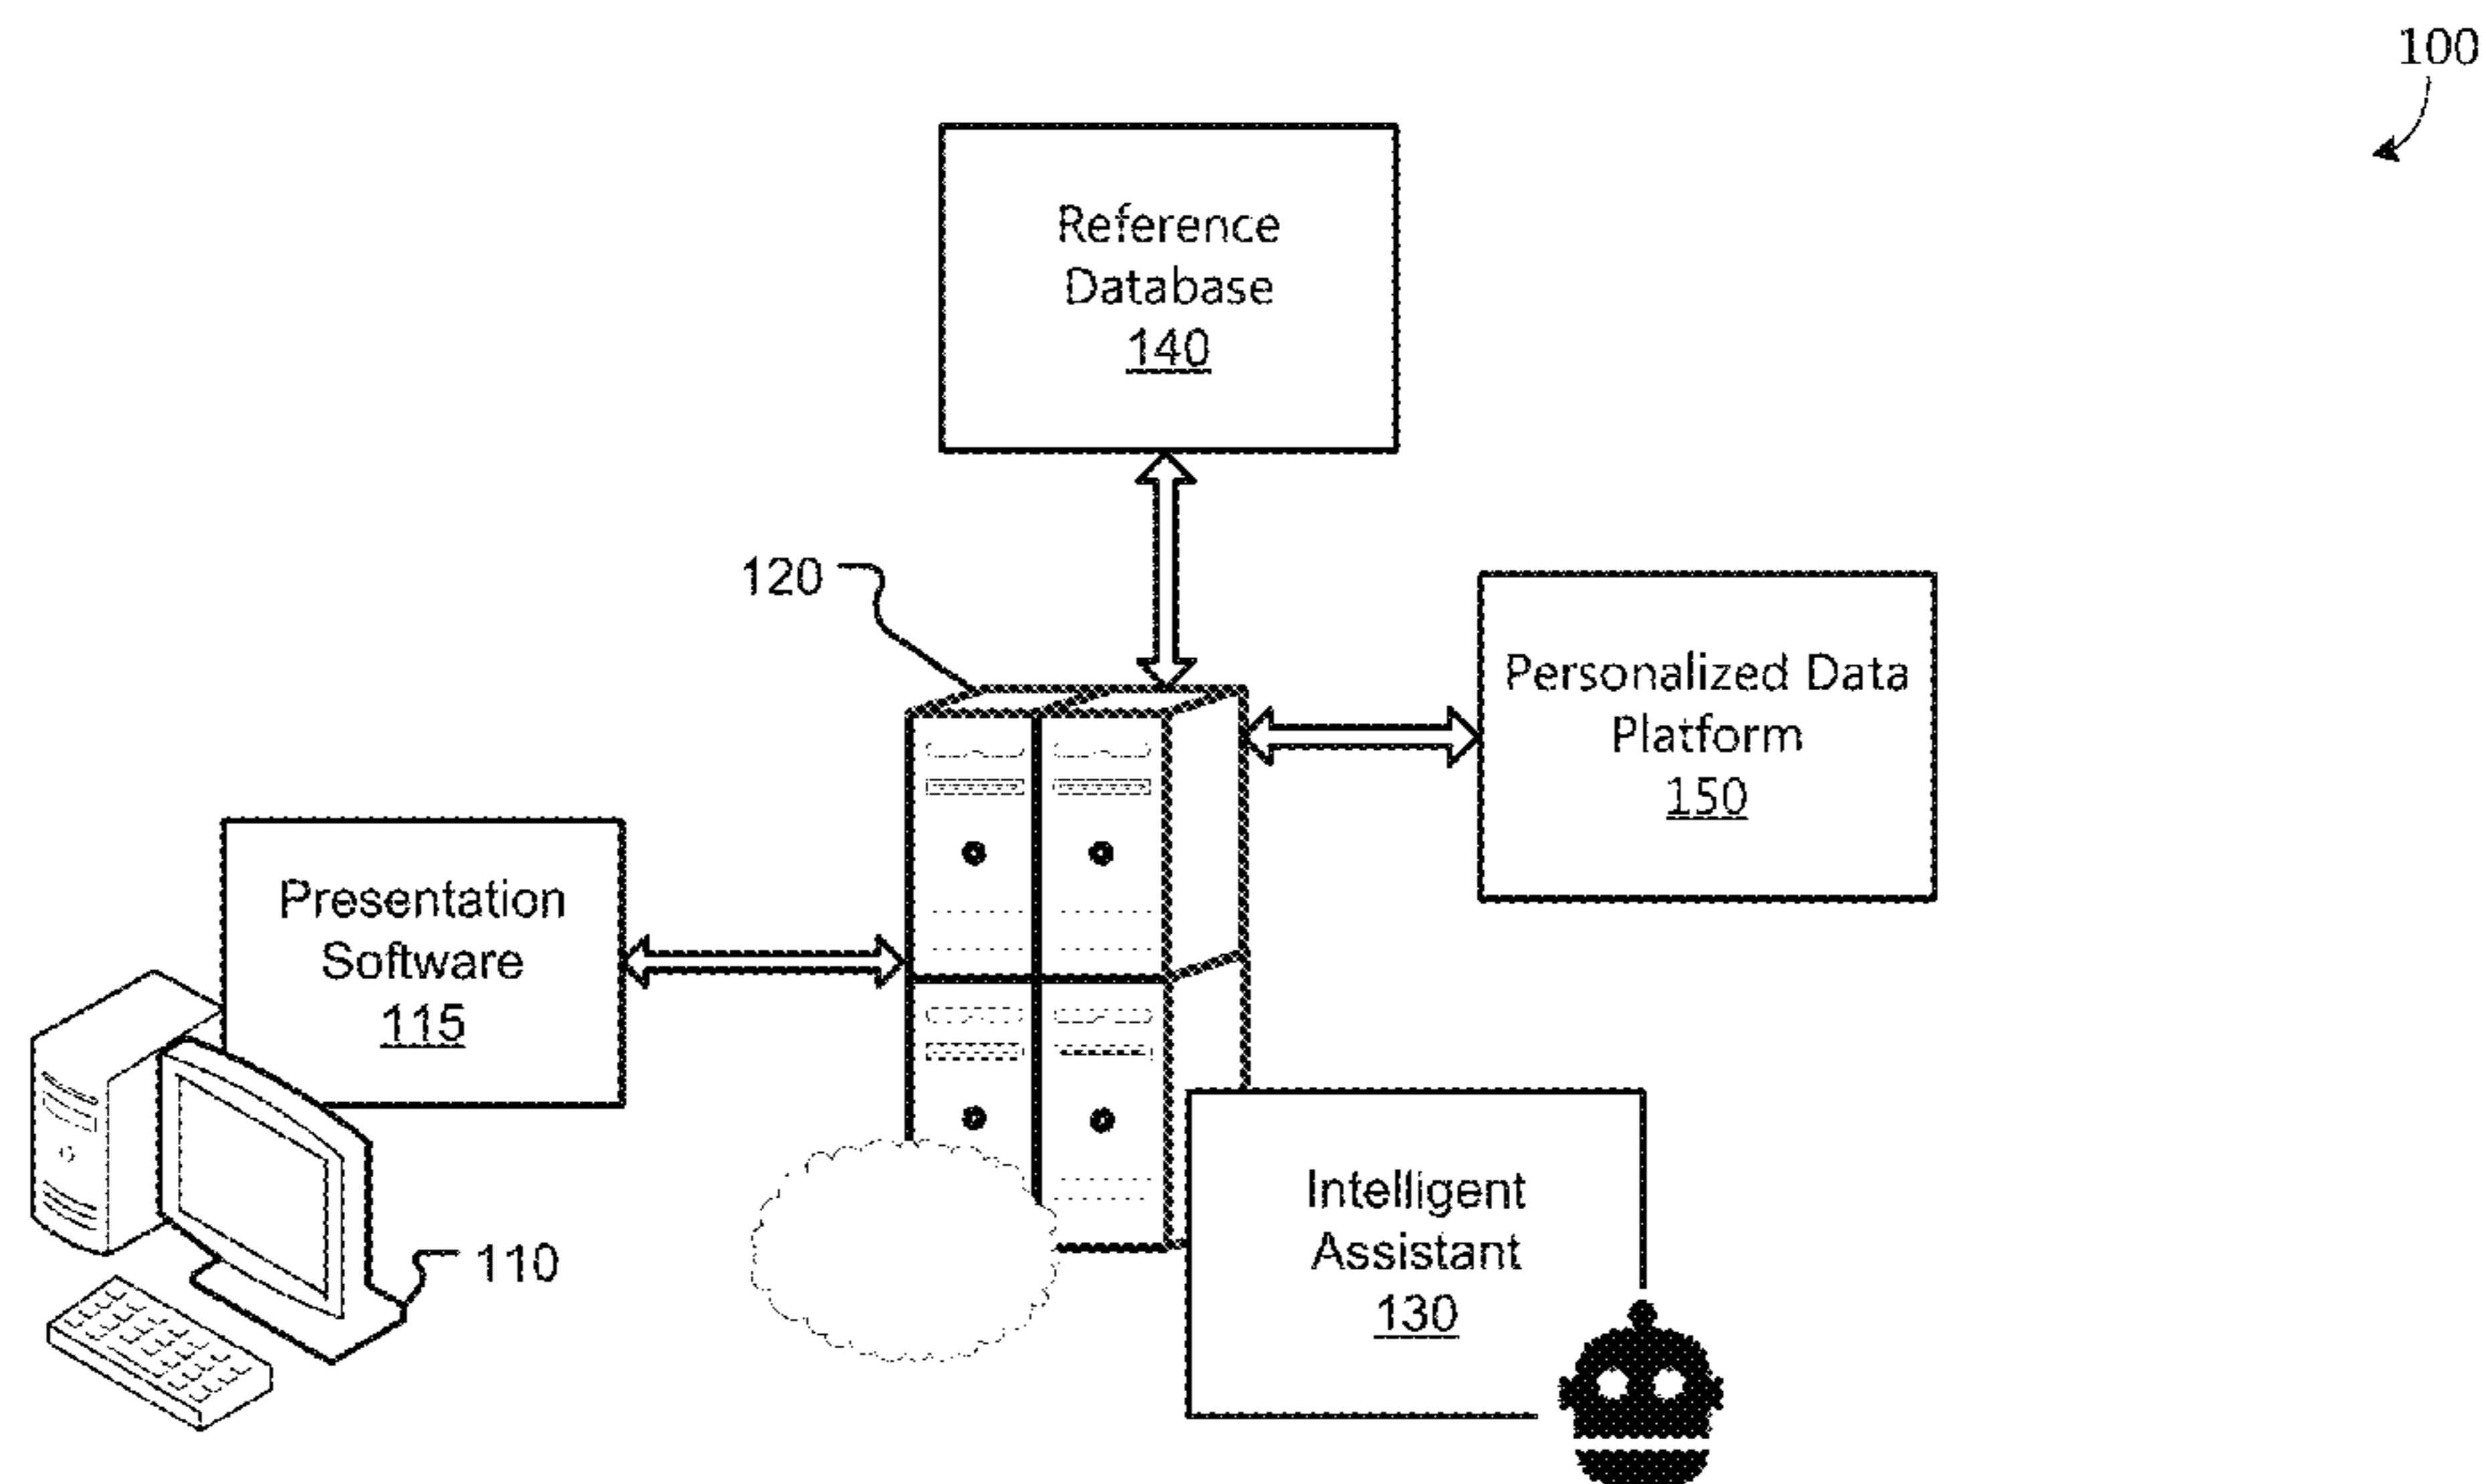 100
Reference
Database
140
120
Personalized Data
Platform
150
Presentation
Software
115
110
Intelligent
Assistant
130